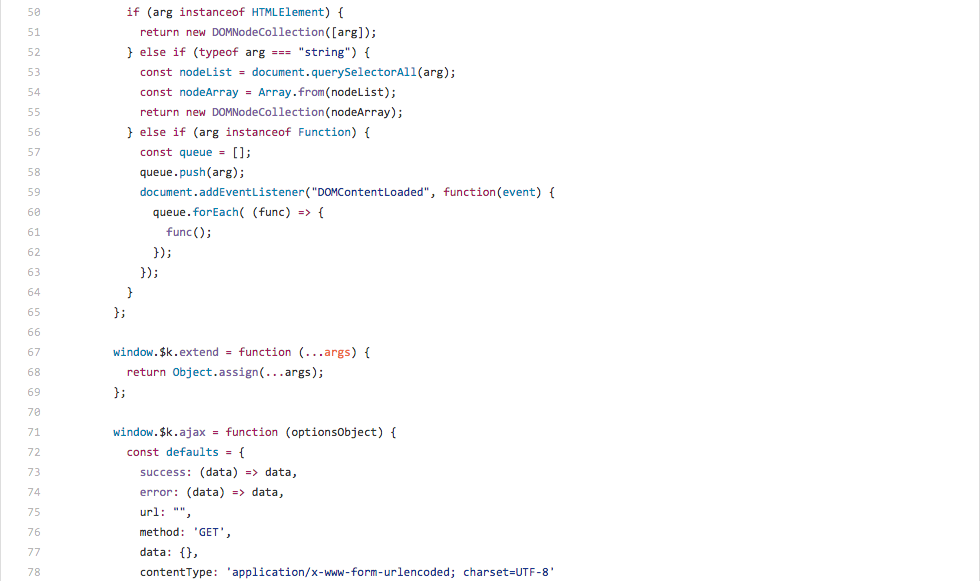 50 if (arg instanceof HTMLElement) {
51 return new DOMNodeCollection([arg]);
52 } else if (typeof arg === "string") {
53 const nodeList = document.querySelectorAll(arg);
54 const nodeArray = Array.from(nodeList);
55 return new DOMNodeCollection(nodeArray);
56 } else if (arg instanceof Function) {
57 const queue = [];
58 queue.push(arg);
59 document.addEventListener("DOMContentLoaded", function(event) {
60 queue.forEach( (func) => {
61 func();
62 });
63 });
64 }
65 };
66
67 window.$k.extend = function (...args) {
68 return Object.assign(...args);
69 };
70
71 window.$k.ajax = function (optionsObject) {
72 const defaults = {
73 success: (data) => data,
74 error: (data) => data,
75 url: "",
76 method: 'GET',
77 data: {},
78 contentType: 'application/x-www-form-urlencoded; charset=UTF-8'